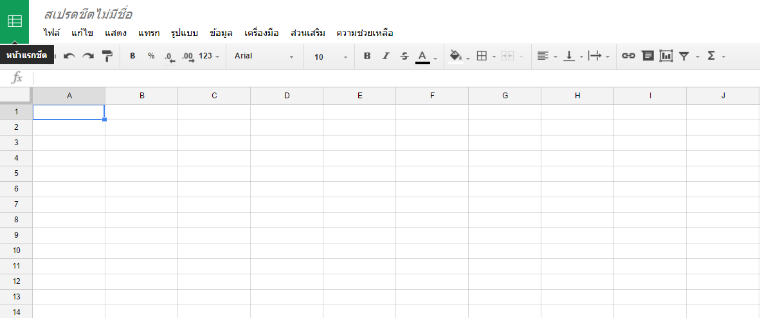 สเปรดชีตไม่มีชื่อ
ไฟล์ แก้ไข แสดง แทรก รูปแบบ ข้อมูล เครื่องมือ ส่วนเสริม ความช่วยเหลือ
หน้าแรกชีต B % .0 .00 123 Arial 10 B I S A Σ
fx
A B C D E F G H I J
1
2
3
4
5
6
7
8
9
10
11
12
13
14